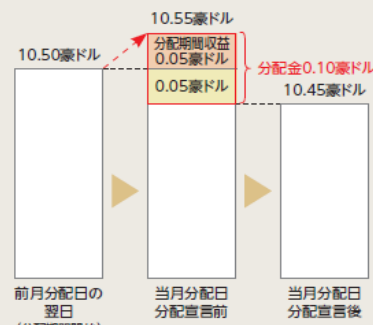 10.55豪ドル
10.50豪ドル
分配期間収益
0.05豪ドル
0.05豪ドル
分配金0.10豪ドル
10.45豪ドル
前月分配日の
翌日
当月分配日
分配宣言前
当月分配日
分配宣言後